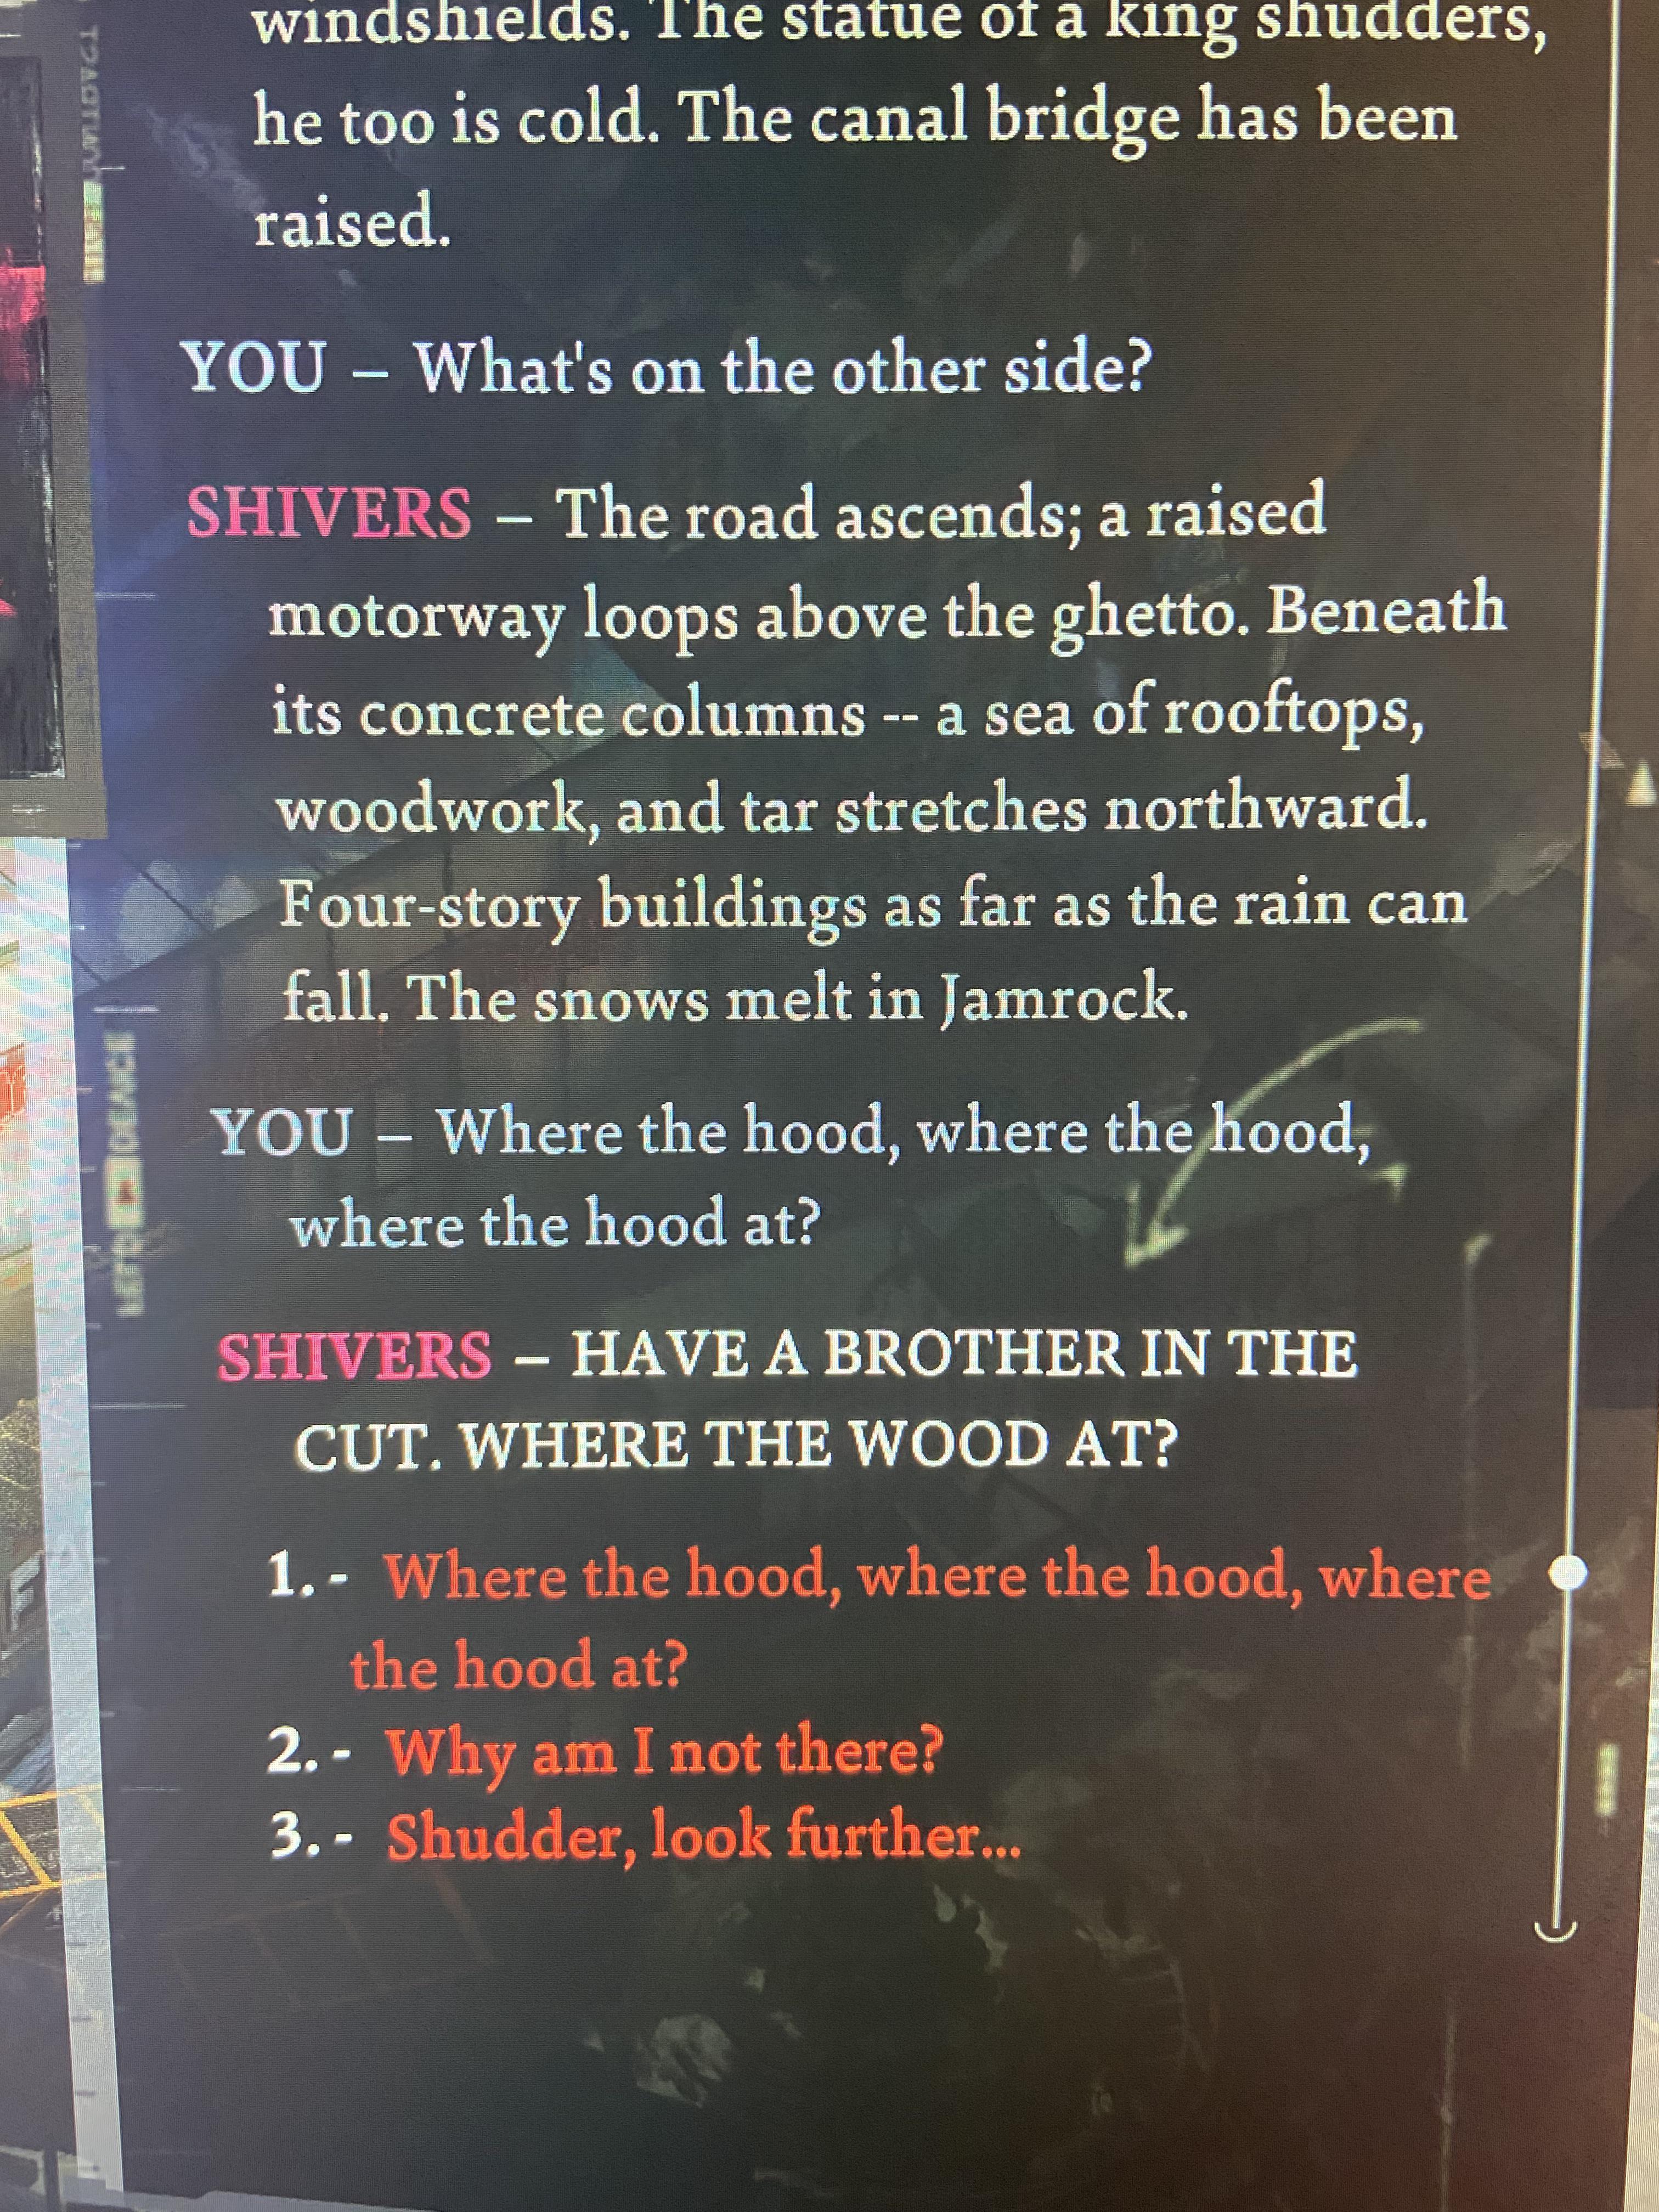 windshields. The statue of a king shudders,
he too is cold. The canal bridge has been
raised.
YOU – What's on the other side?
SHIVERS – The road ascends; a raised
motorway loops above the ghetto. Beneath
its concrete columns -- a sea of rooftops,
woodwork, and tar stretches northward.
Four-story buildings as far as the rain can
fall. The snows melt in Jamrock.
YOU – Where the hood, where the hood,
where the hood at?
SHIVERS – HAVE A BROTHER IN THE
CUT. WHERE THE WOOD AT?
1. - Where the hood, where the hood, where
the hood at?
2. - Why am I not there?
3. - Shudder, look further...